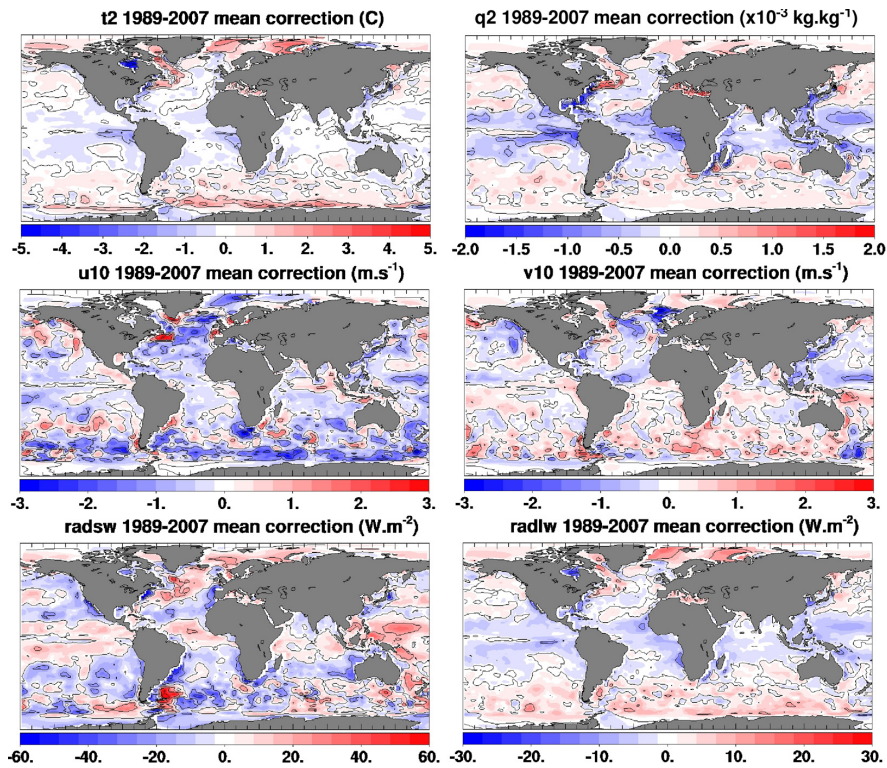 t2 1989-2007 mean correction (C)
q2 1989-2007 mean correction (x10⁻³ kg.kg⁻¹)
-5. -4. -3. -2. -1. 0. 1. 2. 3. 4. 5.
-2.0 -1.5 -1.0 -0.5 0.0 0.5 1.0 1.5 2.0
u10 1989-2007 mean correction (m.s⁻¹)
v10 1989-2007 mean correction (m.s⁻¹)
-3. -2. -1. 0. 1. 2. 3.
-3. -2. -1. 0. 1. 2. 3.
radsw 1989-2007 mean correction (W.m⁻²)
radlw 1989-2007 mean correction (W.m⁻²)
-60. -40. -20. 0. 20. 40. 60.
-30. -20. -10. 0. 10. 20. 30.